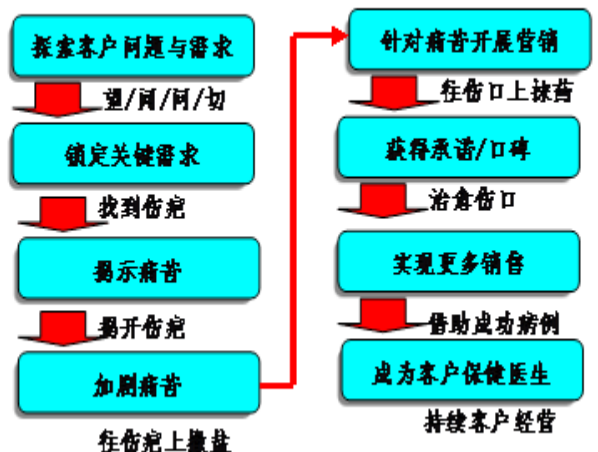 探索客户问题与需求
望/闻/问/切
锁定关键需求
找到伤疤
揭示痛苦
揭开伤疤
加剧痛苦
往伤疤上撒盐
针对痛苦开展营销
往伤口上抹药
获得承诺/口碑
治愈伤口
实现更多销售
借助成功病例
成为客户保健医生
持续客户经营